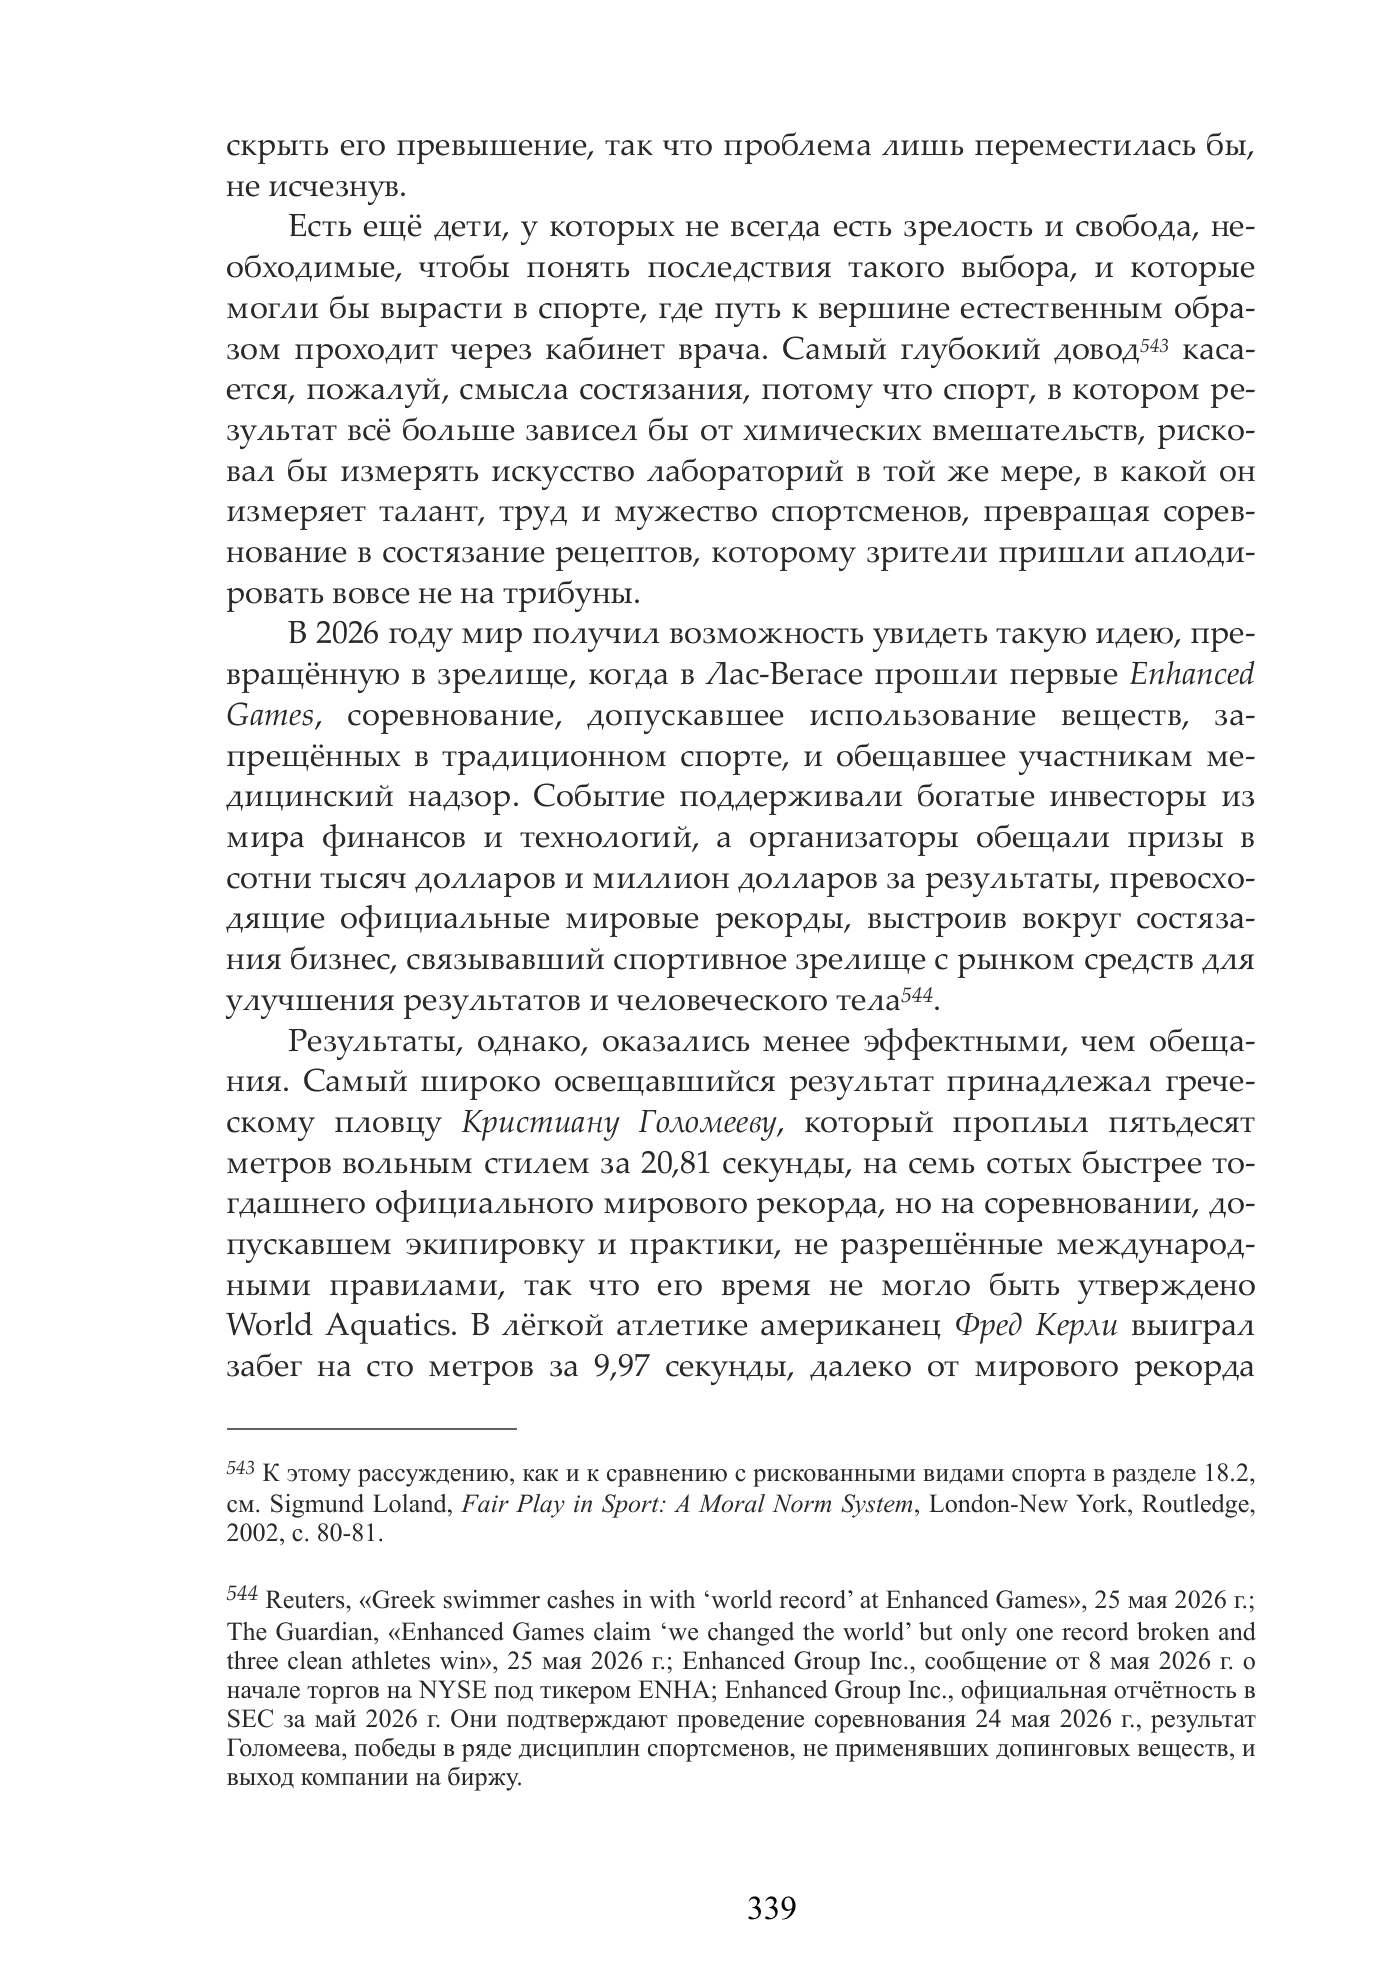 скрыть его превышение, так что проблема лишь переместилась бы,
не исчезнув.
Есть ещё дети, у которых не всегда есть зрелость и свобода, не-
обходимые, чтобы понять последствия такого выбора, и которые
могли бы вырасти в спорте, где путь к вершине естественным обра-
зом проходит через кабинет врача. Самый глубокий довод543 каса-
ется, пожалуй, смысла состязания, потому что спорт, в котором ре-
зультат всё больше зависел бы от химических вмешательств, риско-
вал бы измерять искусство лабораторий в той же мере, в какой он
измеряет талант, труд и мужество спортсменов, превращая сорев-
нование в состязание рецептов, которому зрители пришли аплоди-
ровать вовсе не на трибуны.
В 2026 году мир получил возможность увидеть такую идею, пре-
вращённую в зрелище, когда в Лас-Вегасе прошли первые Enhanced
Games, соревнование, допускавшее использование веществ, за-
прещённых в традиционном спорте, и обещавшее участникам ме-
дицинский надзор. Событие поддерживали богатые инвесторы из
мира финансов и технологий, а организаторы обещали призы в
сотни тысяч долларов и миллион долларов за результаты, превосхо-
дящие официальные мировые рекорды, выстроив вокруг состяза-
ния бизнес, связывавший спортивное зрелище с рынком средств для
улучшения результатов и человеческого тела544.
Результаты, однако, оказались менее эффектными, чем обеща-
ния. Самый широко освещавшийся результат принадлежал грече-
скому пловцу Кристиану Голомееву, который проплыл пятьдесят
метров вольным стилем за 20,81 секунды, на семь сотых быстрее то-
гдашнего официального мирового рекорда, но на соревновании, до-
пускавшем экипировку и практики, не разрешённые международ-
ными правилами, так что его время не могло быть утверждено
World Aquatics. В лёгкой атлетике американец Фред Керли выиграл
забег на сто метров за 9,97 секунды, далеко от мирового рекорда
543 К этому рассуждению, как и к сравнению с рискованными видами спорта в разделе 18.2,
см. Sigmund Loland, Fair Play in Sport: A Moral Norm System, London-New York, Routledge,
2002, с. 80-81.
544 Reuters, «Greek swimmer cashes in with ‘world record’ at Enhanced Games», 25 мая 2026 г.;
The Guardian, «Enhanced Games claim ‘we changed the world’ but only one record broken and
three clean athletes win», 25 мая 2026 г.; Enhanced Group Inc., сообщение от 8 мая 2026 г. о
начале торгов на NYSE под тикером ENHA; Enhanced Group Inc., официальная отчётность в
SEC за май 2026 г. Они подтверждают проведение соревнования 24 мая 2026 г., результат
Голомеева, победы в ряде дисциплин спортсменов, не применявших допинговых веществ, и
выход компании на биржу.
339